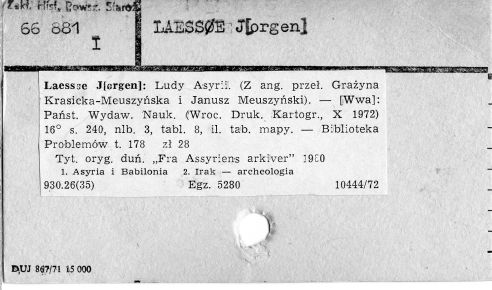 Zakł. Hist. Powsz. Staroż
66 881
I
LAESSØE J[orgen]
Laessøe J[ørgen]: Ludy Asyrii. (Z ang. przeł. Grażyna
Krasicka-Meuszyńska i Janusz Meuszyński). — [Wwa]:
Państ. Wydaw. Nauk. (Wroc. Druk. Kartogr., X 1972)
16° s. 240, nlb. 3, tabl. 8, il. tab. mapy. — Biblioteka
Problemów t. 178 zł 28
Tyt. oryg. duń. „Fra Assyriens arkiver" 1960
1. Asyria i Babilonia 2. Irak — archeologia
930.26(35) Egz. 5280 10444/72
DUJ 867/71 15 000